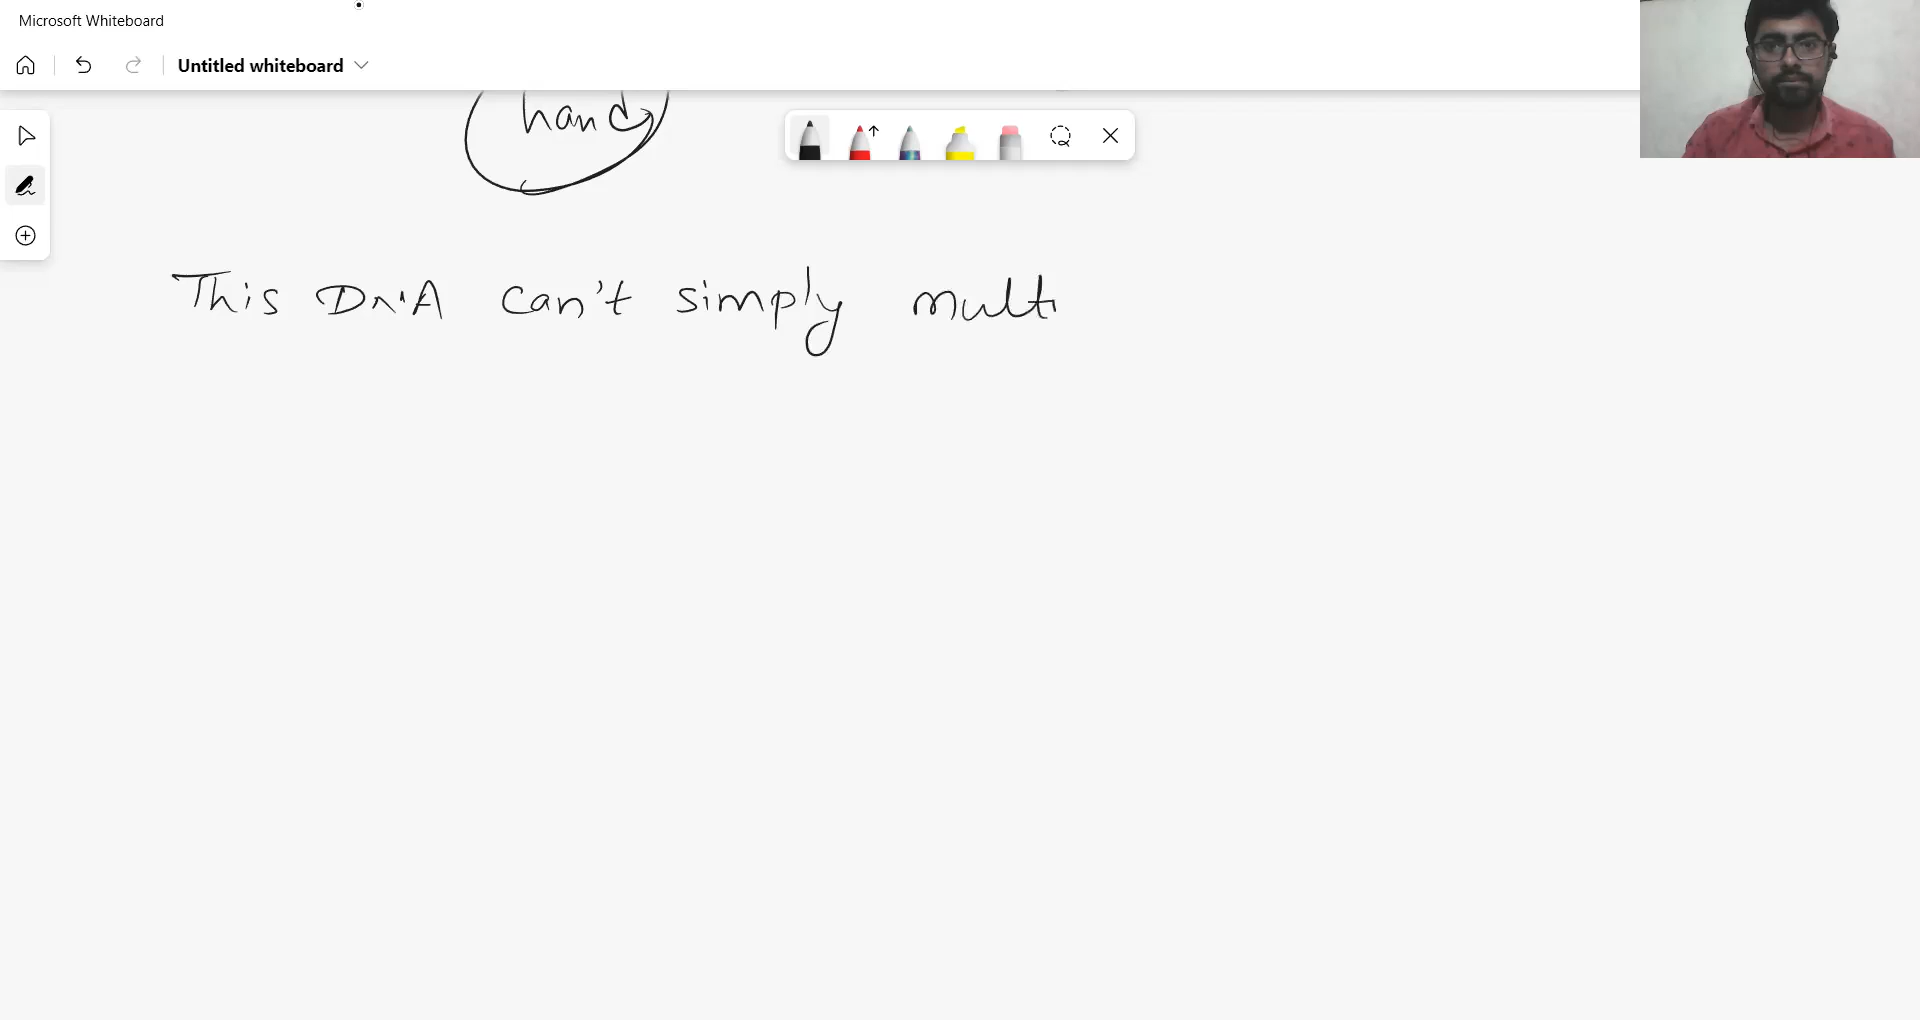 Microsoft Whiteboard
Untitled whiteboard
hand
This DNA can't simply multi